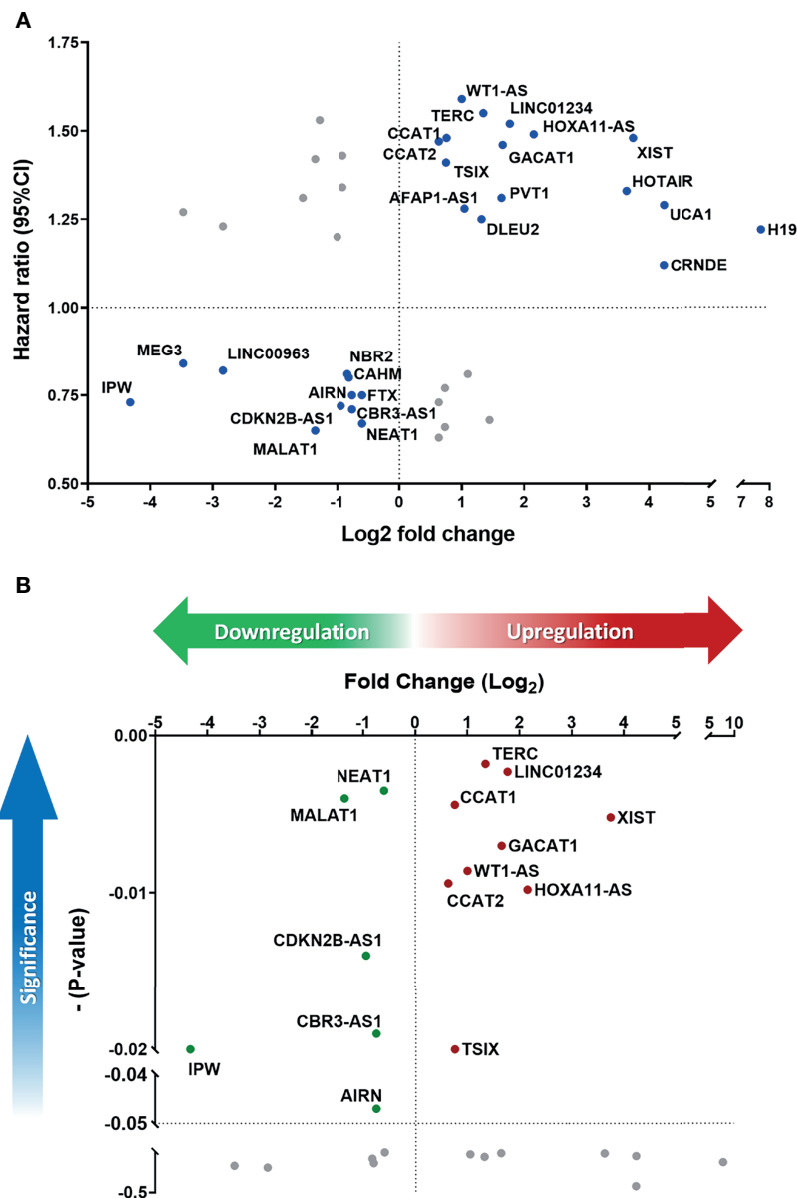 A
1.75
WT1-AS
LINC01234
TERC
HOXA11-AS
1.50
CCAT1
CCAT2
GACAT1
XIST
TSIX
HOTAIR
AFAP1-AS1
PVT1
UCA1
1.25
DLEU2
H19
CRNDE
Hazard ratio (95%CI)
1.00
MEG3
LINC00963
NBR2
CAHM
IPW
AIRN
FTX
0.75
CDKN2B-AS1
CBR3-AS1
MALAT1
NEAT1
0.50
-5 -4 -3 -2 -1 0 1 2 3 4 5 7 8
Log2 fold change
B
Downregulation Upregulation
Fold Change (Log2)
-5 -4 -3 -2 -1 0 1 2 3 4 5 5 10
0.00
TERC
LINC01234
NEAT1
CCAT1
MALAT1
XIST
GACAT1
WT1-AS
-0.01
HOXA11-AS
CCAT2
Significance
- (P-value)
CDKN2B-AS1
CBR3-AS1
-0.02
TSIX
IPW
-0.04
AIRN
-0.05
-0.5